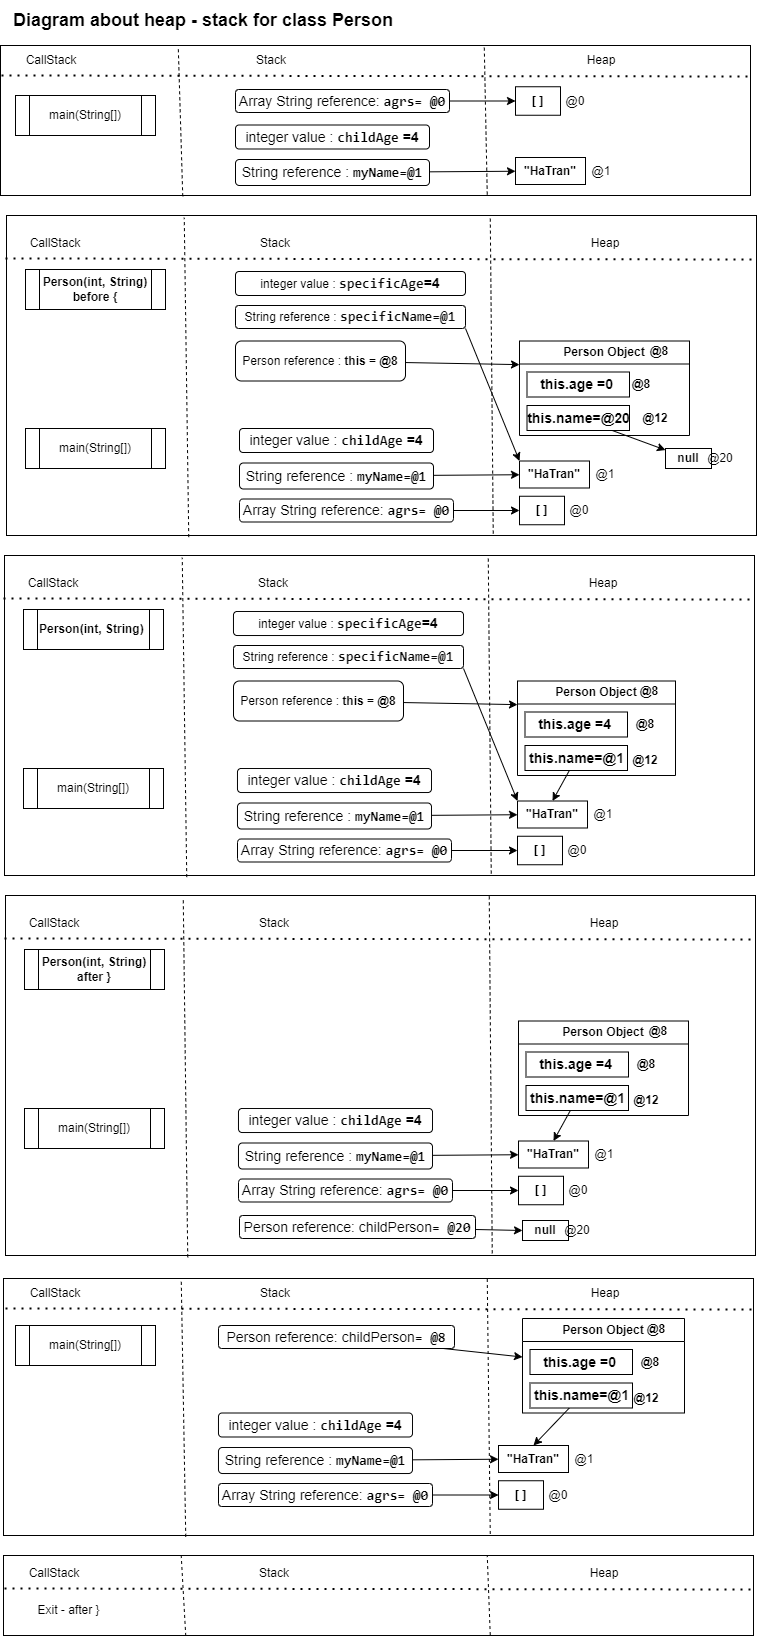 Diagram about heap - stack for class Person
CallStack
Stack
Heap
main(String[])
Array String reference: agrs= @0
[]
@0
integer value : childAge =4
String reference : myName=@1
"HaTran"
@1
CallStack
Stack
Heap
Person(int, String)
before {
integer value : specificAge=4
String reference : specificName=@1
Person reference : this = @8
Person Object @8
this.age =0
@8
this.name=@20
@12
main(String[])
integer value : childAge =4
null
@20
String reference : myName=@1
"HaTran"
@1
Array String reference: agrs= @0
[]
@0
CallStack
Stack
Heap
Person(int, String)
integer value : specificAge=4
String reference : specificName=@1
Person reference : this = @8
Person Object @8
this.age =4
@8
this.name=@1
@12
main(String[])
integer value : childAge =4
String reference : myName=@1
"HaTran"
@1
Array String reference: agrs= @0
[]
@0
CallStack
Stack
Heap
Person(int, String)
after }
Person Object @8
this.age =4
@8
this.name=@1
@12
main(String[])
integer value : childAge =4
String reference : myName=@1
"HaTran"
@1
Array String reference: agrs= @0
[]
@0
Person reference: childPerson= @20
null
@20
CallStack
Stack
Heap
main(String[])
Person reference: childPerson= @8
Person Object @8
this.age =0
@8
this.name=@1
@12
integer value : childAge =4
String reference : myName=@1
"HaTran"
@1
Array String reference: agrs= @0
[]
@0
CallStack
Stack
Heap
Exit - after }